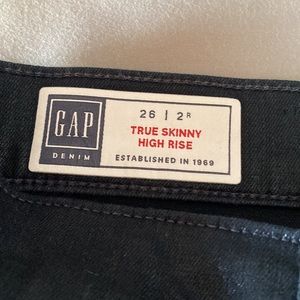 GAP
DENIM
26 | 2R
TRUE SKINNY
HIGH RISE
ESTABLISHED IN 1969